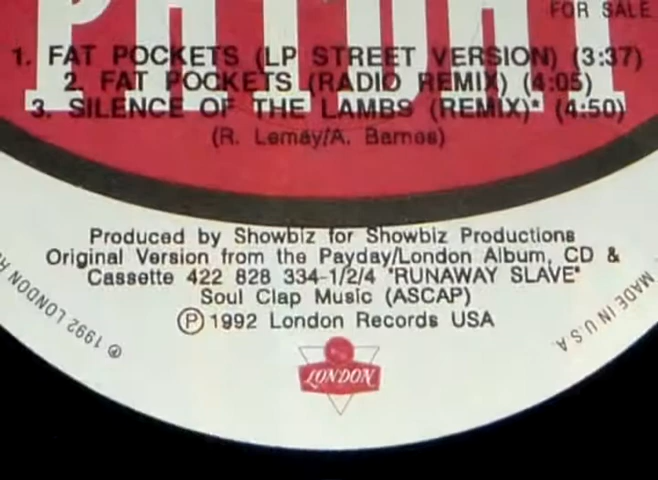 FOR SALE
PAYDAY
1. FAT POCKETS (LP STREET VERSION) (3:37)
2. FAT POCKETS (RADIO REMIX) (4:05)
3. SILENCE OF THE LAMBS (REMIX)* (4:50)
(R. Lemay/A. Barnes)
Produced by Showbiz for Showbiz Productions
Original Version from the Payday/London Album, CD &
Cassette 422 828 334-1/2/4 "RUNAWAY SLAVE"
Soul Clap Music (ASCAP)
Ⓟ 1992 London Records USA
© 1992 LONDON
MADE IN U.S.A.
LONDON